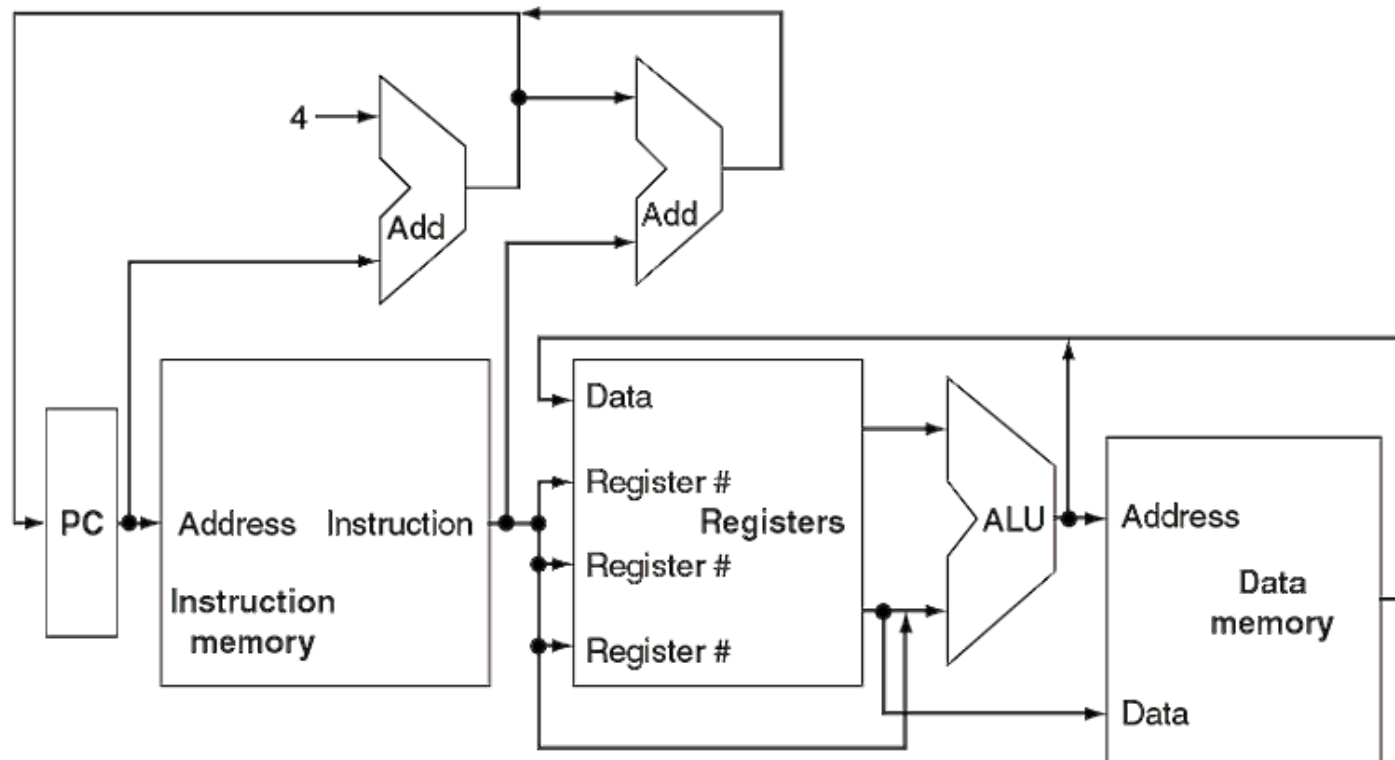 4
Add
Add
Data
Register #
PC
Address
Instruction
Registers
ALU
Address
Register #
Instruction
memory
Data
memory
Register #
Data